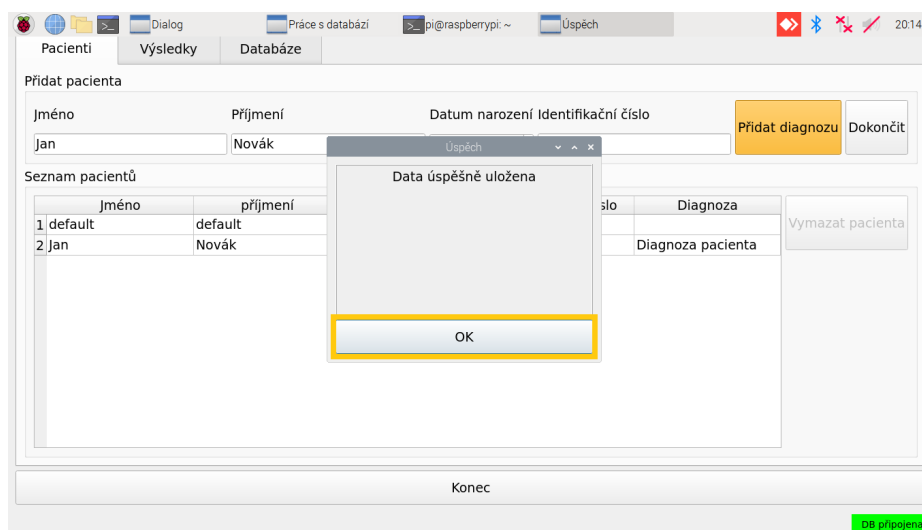 Dialog Práce s databází pi@raspberrypi: ~ Úspěch 20:14
Pacienti Výsledky Databáze
Přidat pacienta
Jméno Příjmení Datum narození Identifikační číslo
Přidat diagnozu Dokončit
Jan Novák
Úspěch
Data úspěšně uložena
Seznam pacientů
Jméno příjmení slo Diagnoza
Vymazat pacienta
1 default default
2 Jan Novák Diagnoza pacienta
OK
Konec
DB připojena